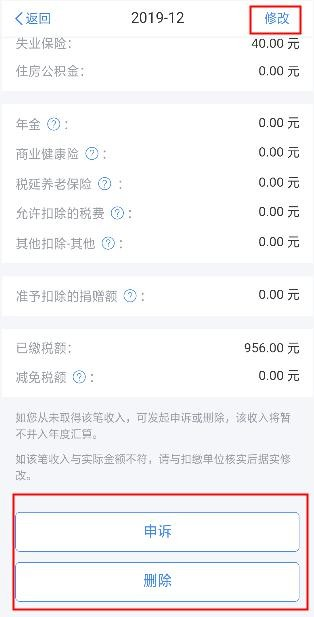 返回 2019-12 修改
失业保险: 40.00 元
住房公积金: 0.00 元
年金 ? : 0.00 元
商业健康险 ? : 0.00 元
税延养老保险 ? : 0.00 元
允许扣除的税费 ? : 0.00 元
其他扣除-其他 ? : 0.00 元
准予扣除的捐赠额 ? : 0.00 元
已缴税额: 956.00 元
减免税额 ? : 0.00 元
如您从未取得该笔收入，可发起申诉或删除，该收入将暂
不并入年度汇算。
如该笔收入与实际金额不符，请与扣缴单位核实后据实修
改。
申诉
删除